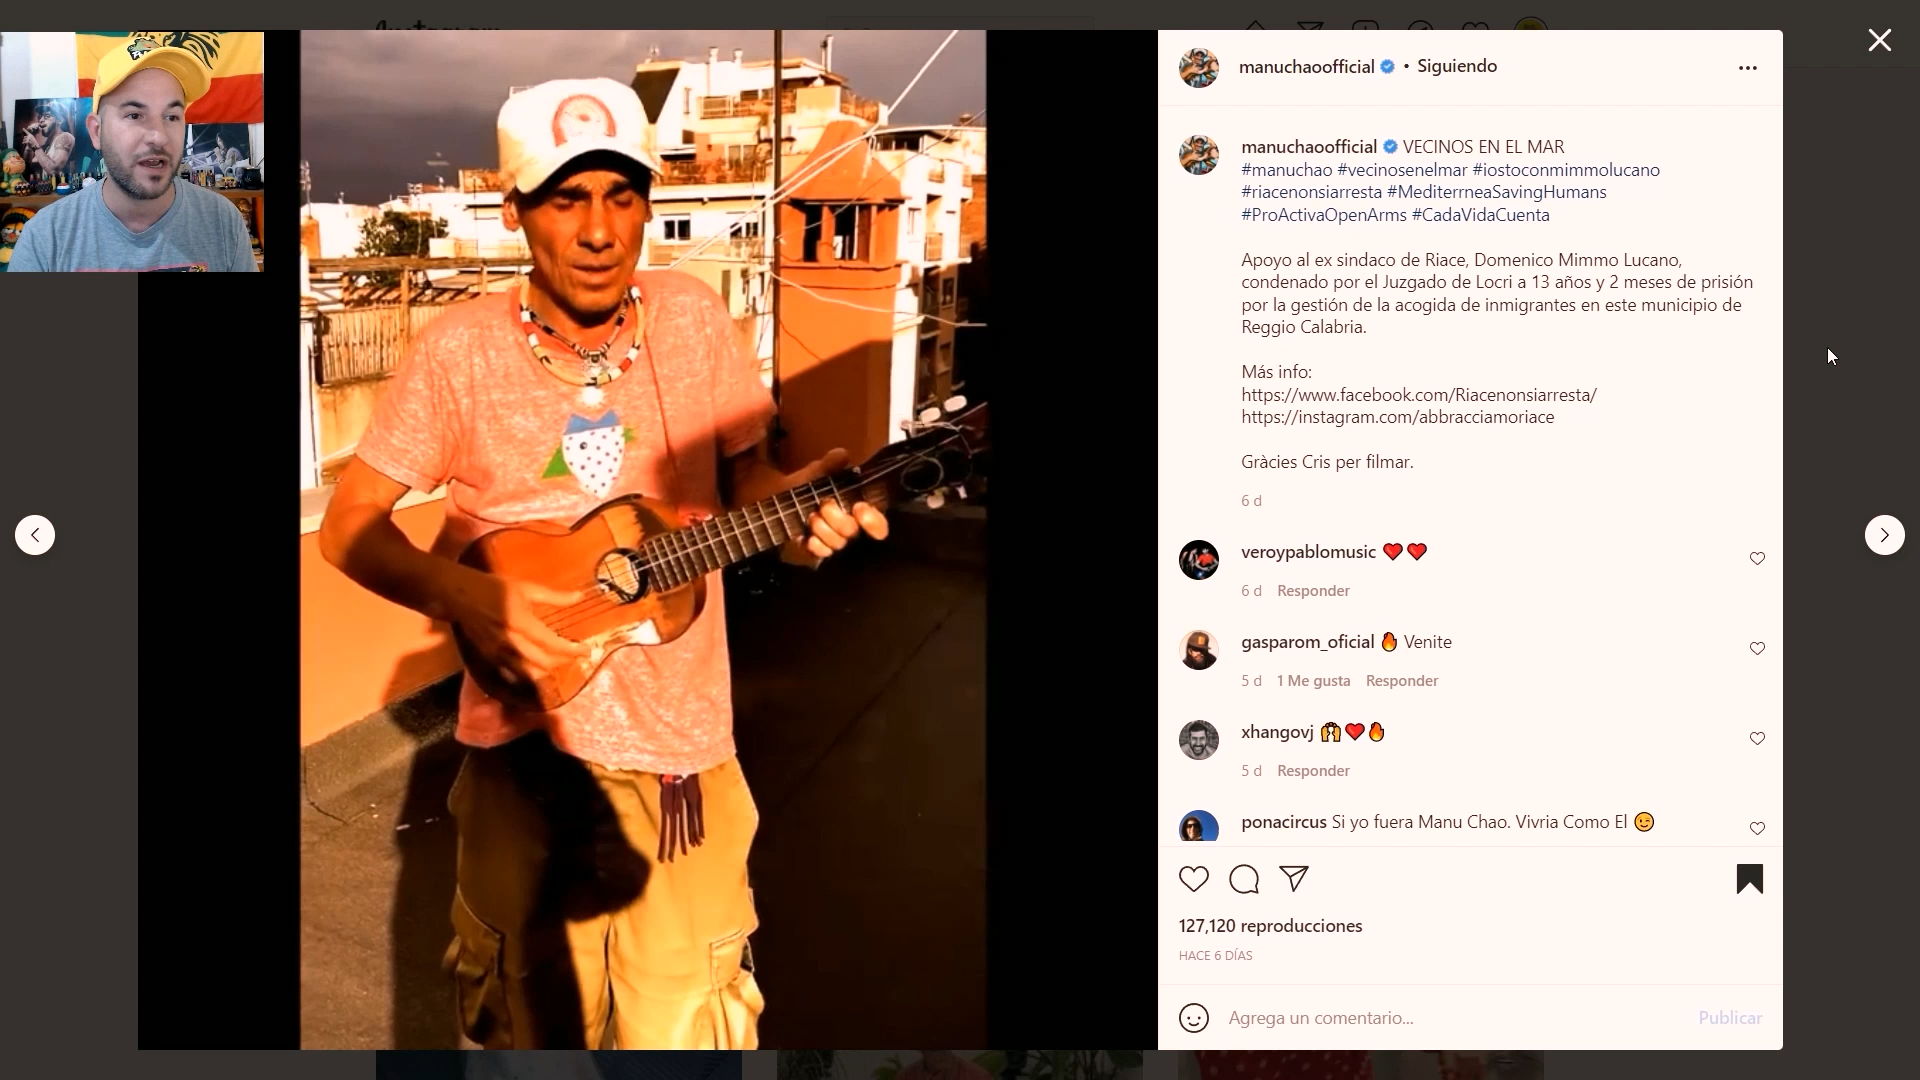 manuchaoofficial • Siguiendo
manuchaoofficial VECINOS EN EL MAR
#manuchao #vecinosenelmar #iostoconmimmolucano
#riacenonsiarresta #MediterrneaSavingHumans
#ProActivaOpenArms #CadaVidaCuenta
Apoyo al ex sindaco de Riace, Domenico Mimmo Lucano,
condenado por el Juzgado de Locri a 13 años y 2 meses de prisión
por la gestión de la acogida de inmigrantes en este municipio de
Reggio Calabria.
Más info:
https://www.facebook.com/Riacenonsiarresta/
https://instagram.com/abbracciamoriace
Gràcies Cris per filmar.
6 d
veroypablomusic ❤️❤️
6 d Responder
gasparom_oficial 🔥 Venite
5 d 1 Me gusta Responder
xhangovj 🙌❤️🔥
5 d Responder
ponacircus Si yo fuera Manu Chao. Vivria Como El 😉
127,120 reproducciones
HACE 6 DÍAS
Agrega un comentario...
Publicar